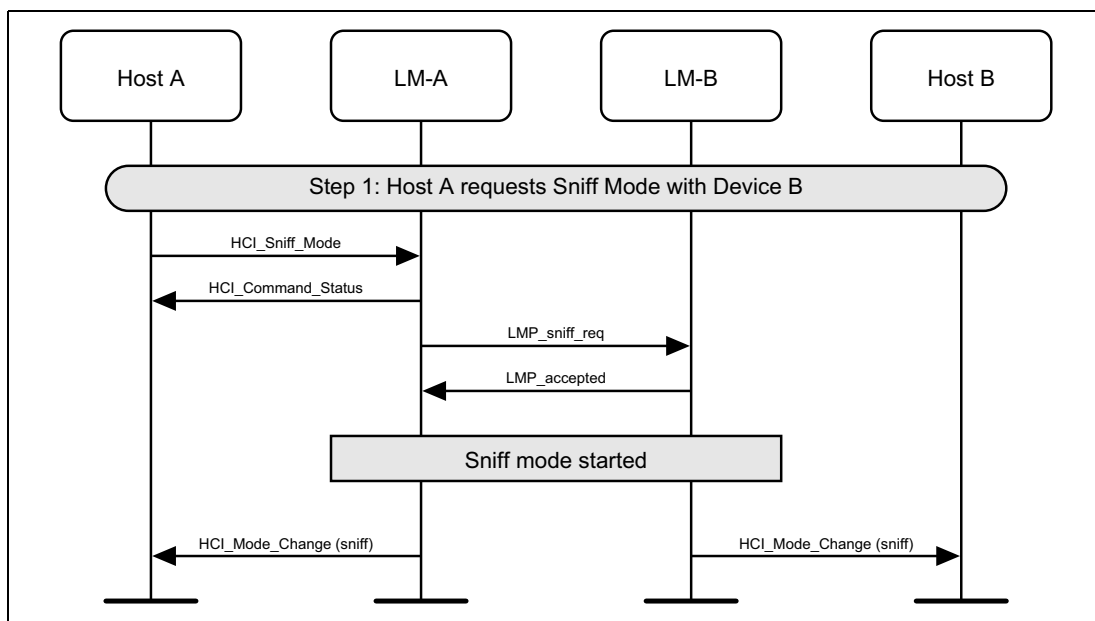 Host A
LM-A
LM-B
Host B
Step 1: Host A requests Sniff Mode with Device B
HCI_Sniff_Mode
HCI_Command_Status
LMP_sniff_req
LMP_accepted
Sniff mode started
HCI_Mode_Change (sniff)
HCI_Mode_Change (sniff)